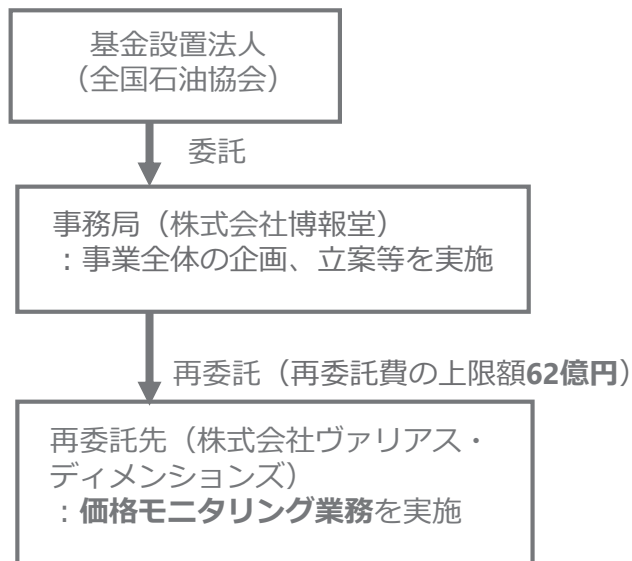 基金設置法人
（全国石油協会）
委託
事務局（株式会社博報堂）
：事業全体の企画、立案等を実施
再委託（再委託費の上限額62億円）
再委託先（株式会社ヴァリアス・
ディメンションズ）
：価格モニタリング業務を実施